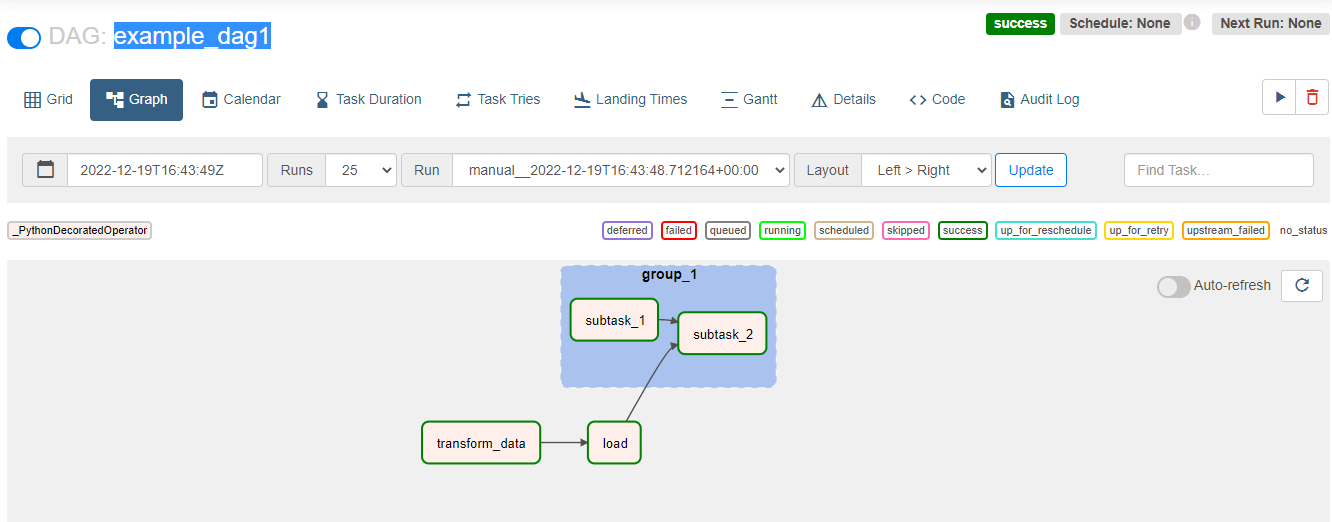 DAG: example_dag1 success Schedule: None Next Run: None
Grid Graph Calendar Task Duration Task Tries Landing Times Gantt Details Code Audit Log
2022-12-19T16:43:49Z Runs 25 Run manual__2022-12-19T16:43:48.712164+00:00 Layout Left > Right Update Find Task...
_PythonDecoratedOperator deferred failed queued running scheduled skipped success up_for_reschedule up_for_retry upstream_failed no_status
group_1
Auto-refresh
subtask_1
subtask_2
transform_data load